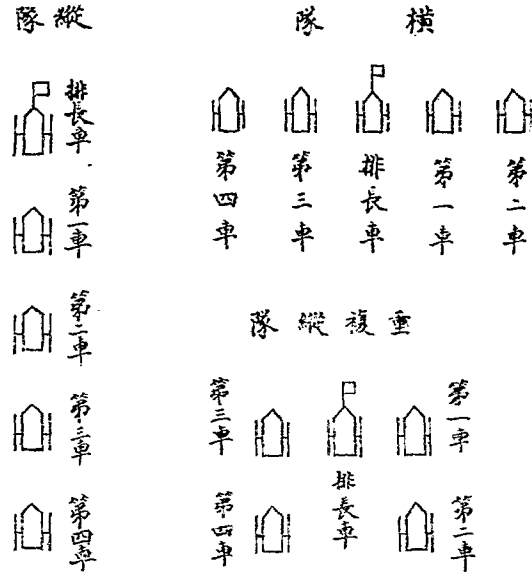 橫隊
第二車
第一車
排長車
第三車
第四車
重複縱隊
第一車
排長車
第三車
第二車
第四車
縱隊
排長車
第一車
第二車
第三車
第四車